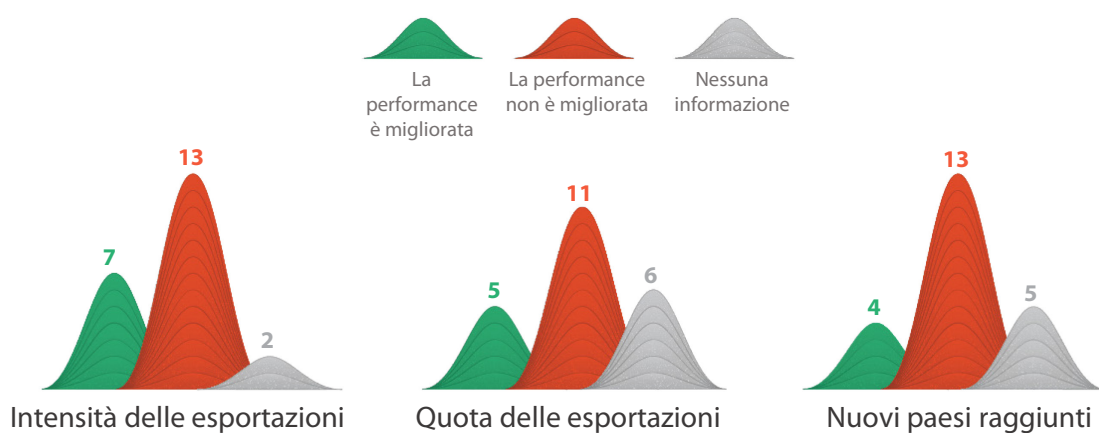 La
performance
è migliorata
La performance
non è migliorata
Nessuna
informazione
7
13
2
Intensità delle esportazioni
5
11
6
Quota delle esportazioni
4
13
5
Nuovi paesi raggiunti